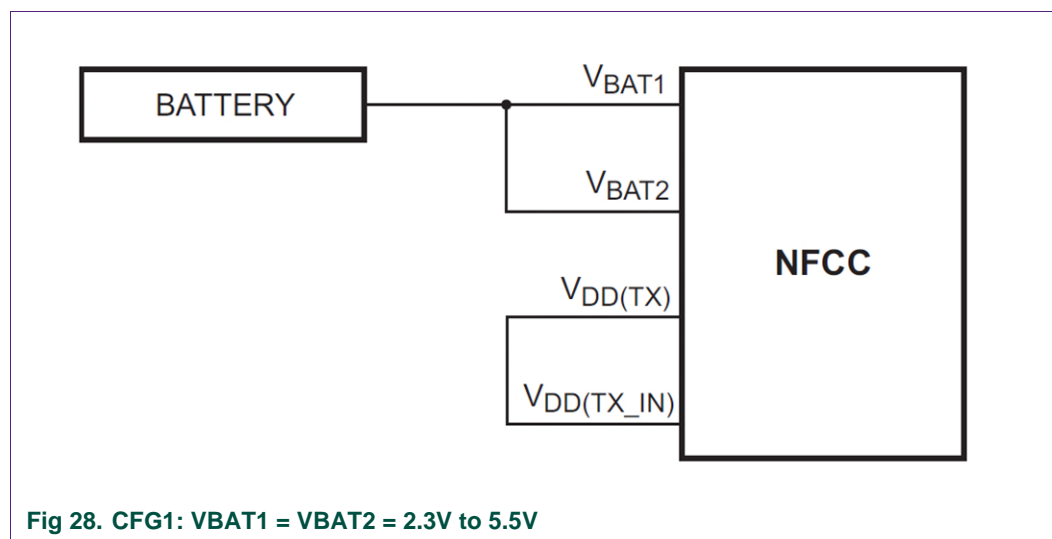 BATTERY
VBAT1
VBAT2
NFCC
VDD(TX)
VDD(TX_IN)
Fig 28. CFG1: VBAT1 = VBAT2 = 2.3V to 5.5V